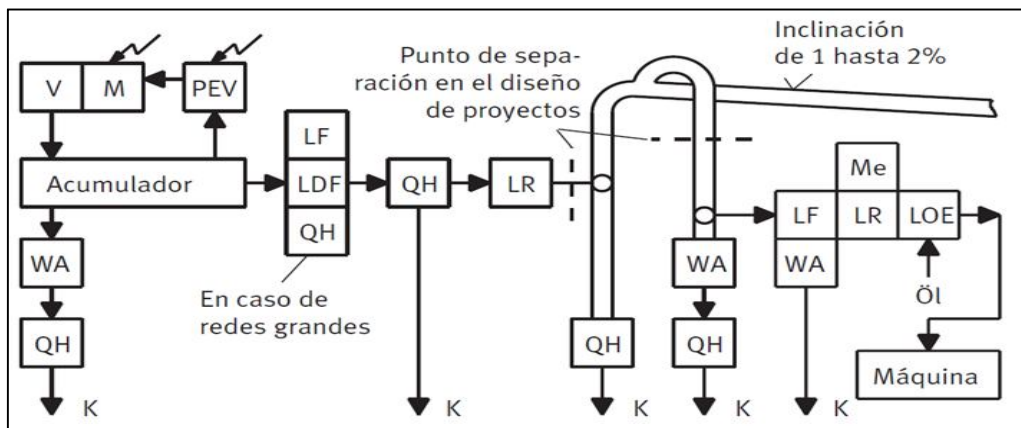 V
M
PEV
Acumulador
WA
QH
K
LF
LDF
QH
En caso de
redes grandes
QH
K
LR
Punto de sepa-
ración en el diseño
de proyectos
Inclinación
de 1 hasta 2%
QH
K
WA
QH
K
Me
LF
LR
LOE
WA
K
Öl
Máquina